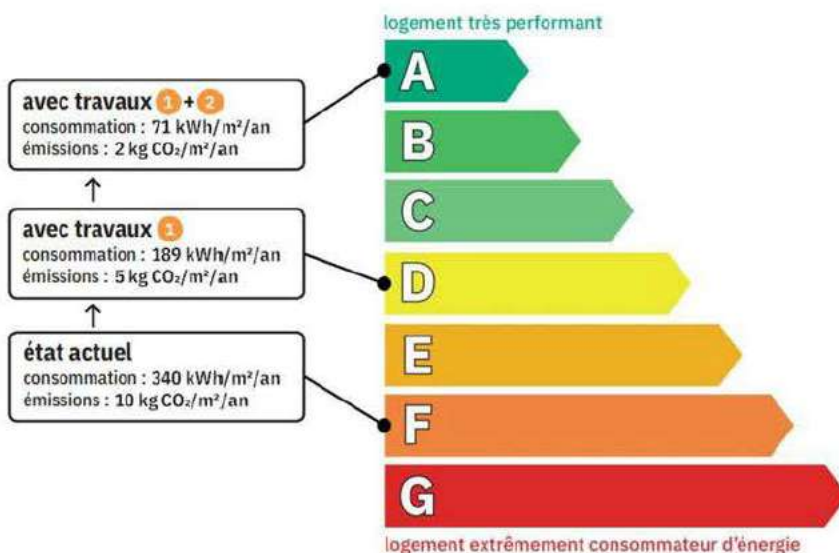 logement très performant
A
avec travaux 1 + 2
consommation : 71 kWh/m²/an
émissions : 2 kg CO₂/m²/an
B
C
avec travaux 1
consommation : 189 kWh/m²/an
émissions : 5 kg CO₂/m²/an
D
état actuel
consommation : 340 kWh/m²/an
émissions : 10 kg CO₂/m²/an
E
F
G
logement extrêmement consommateur d'énergie